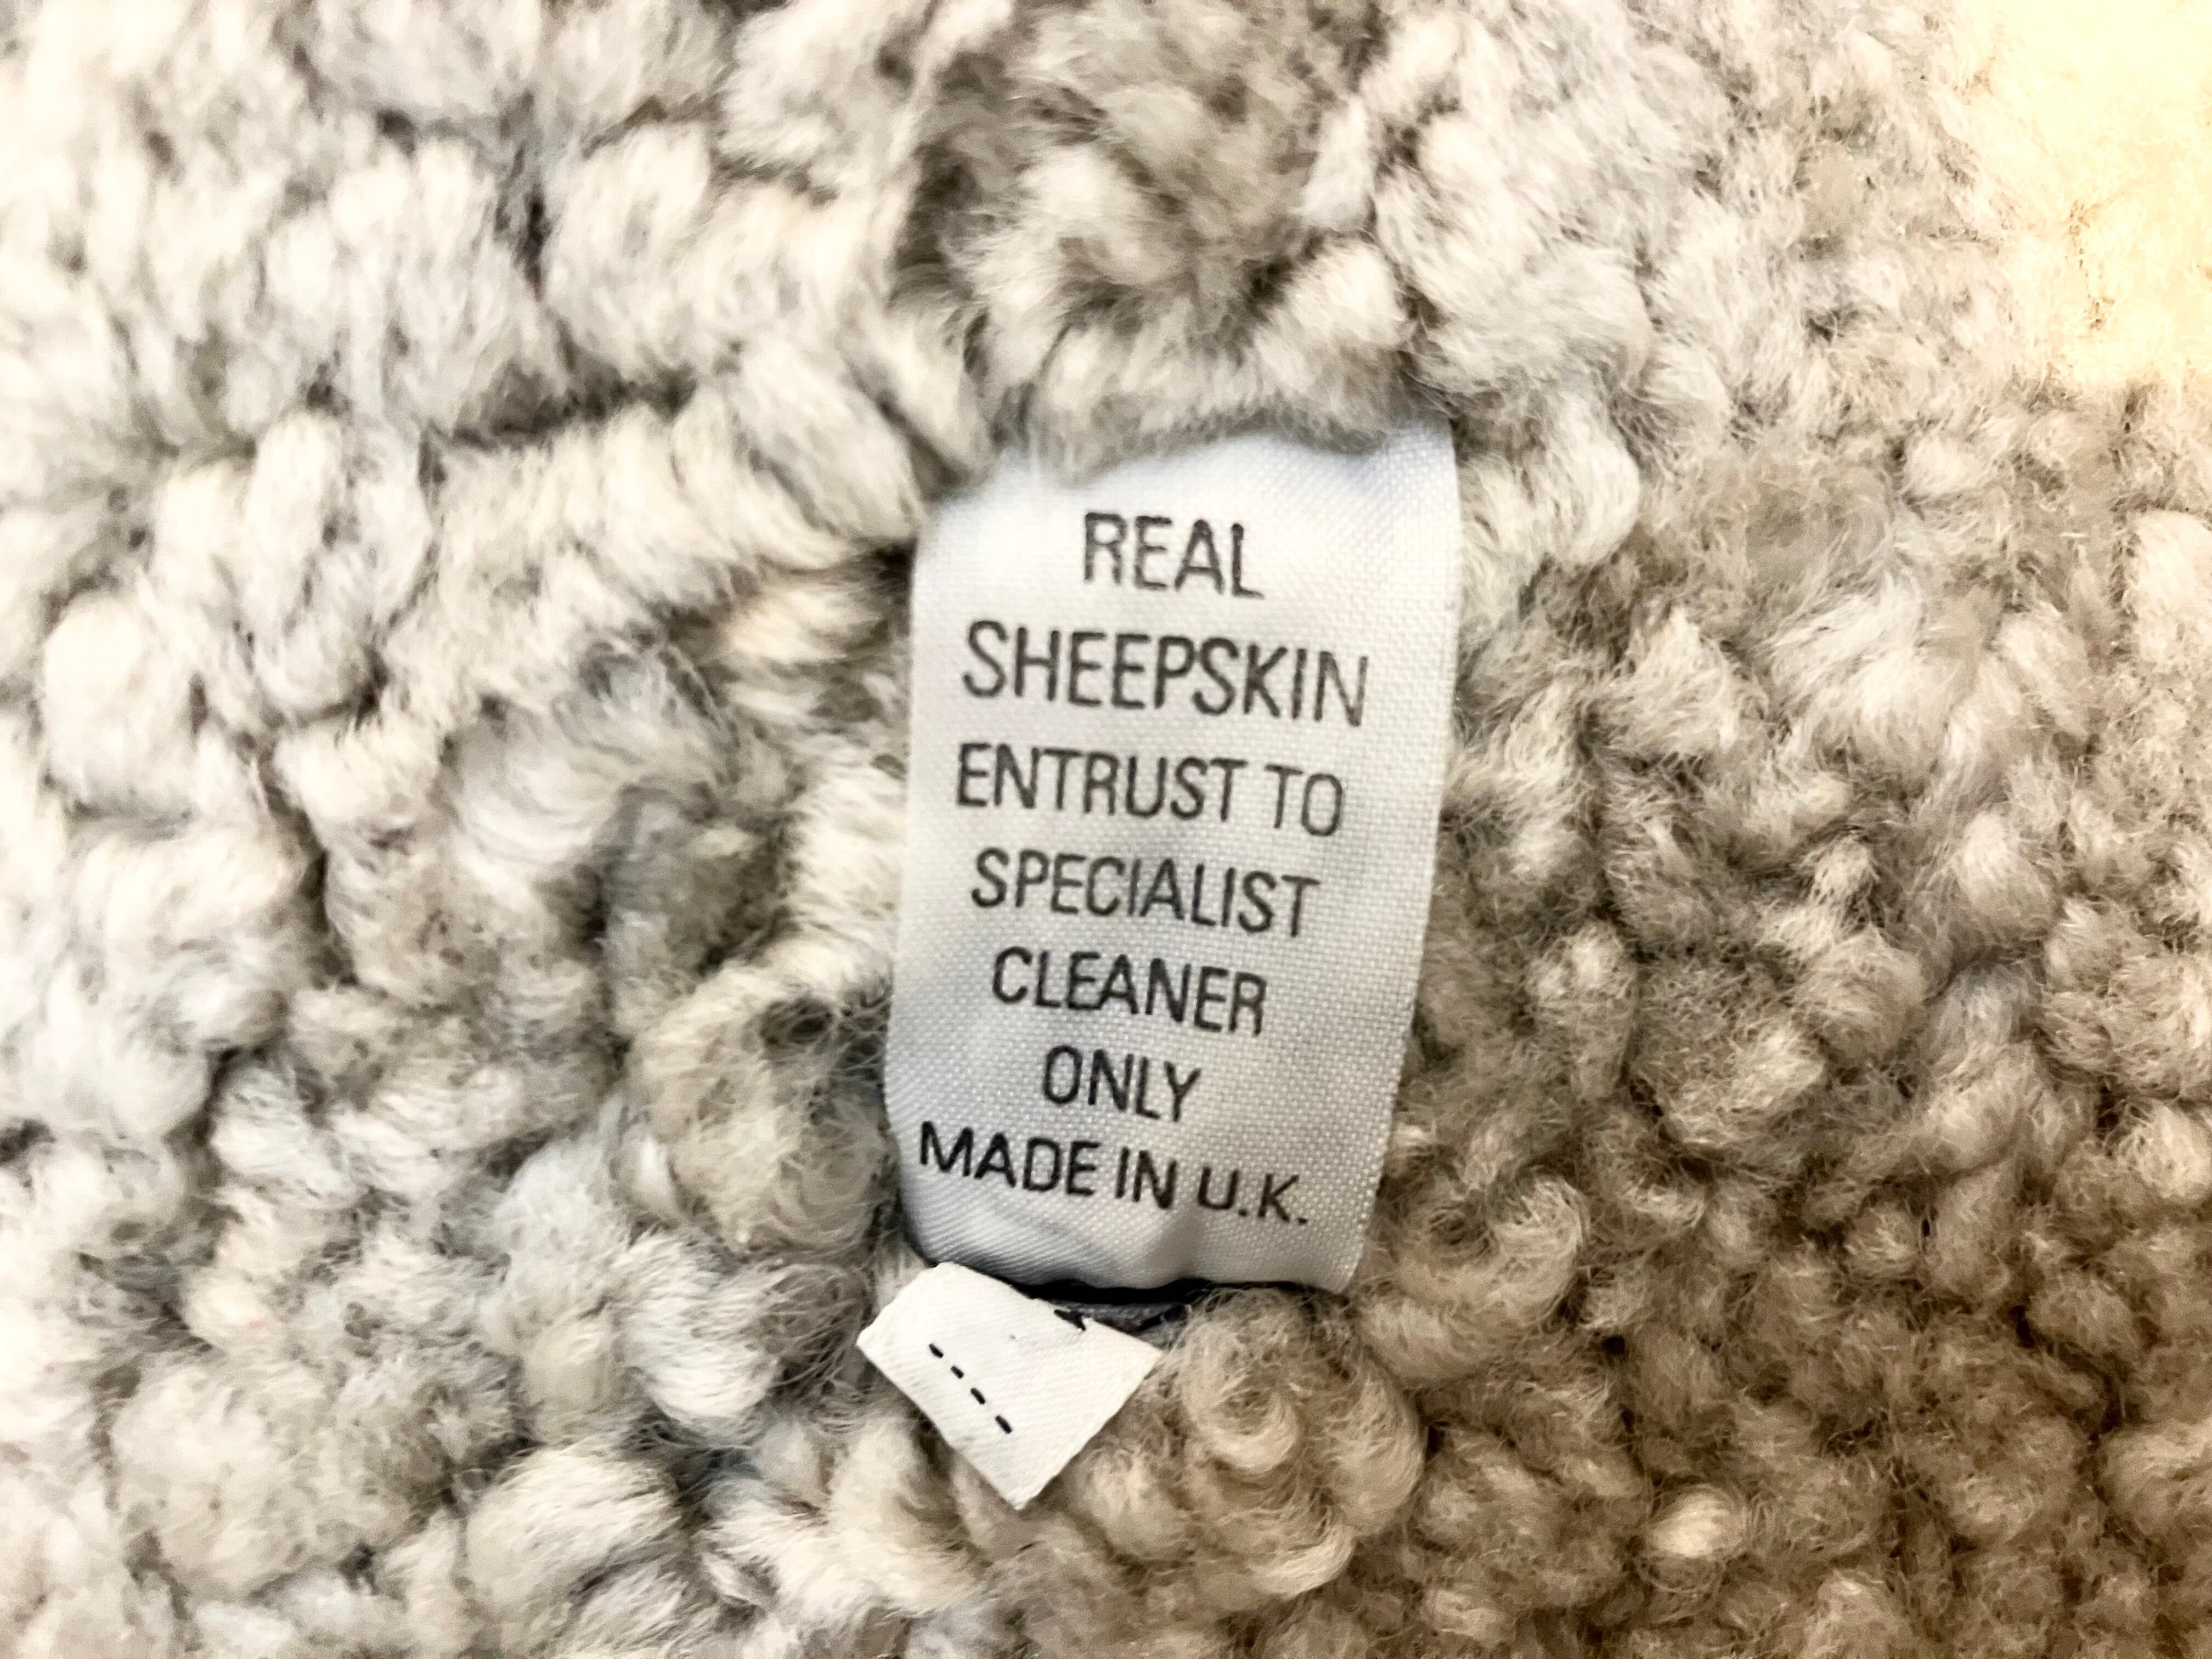 REAL
SHEEPSKIN
ENTRUST TO
SPECIALIST
CLEANER
ONLY
MADE IN U.K.